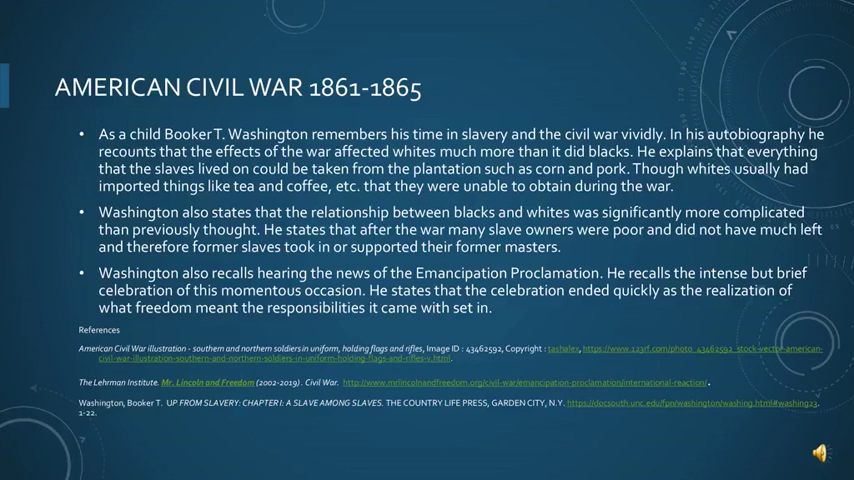 AMERICAN CIVIL WAR 1861-1865
• As a child Booker T. Washington remembers his time in slavery and the civil war vividly. In his autobiography he
recounts that the effects of the war affected whites much more than it did blacks. He explains that everything
that the slaves lived on could be taken from the plantation such as corn and pork. Though whites usually had
imported things like tea and coffee, etc. that they were unable to obtain during the war.
• Washington also states that the relationship between blacks and whites was significantly more complicated
than previously thought. He states that after the war many slave owners were poor and did not have much left
and therefore former slaves took in or supported their former masters.
• Washington also recalls hearing the news of the Emancipation Proclamation. He recalls the intense but brief
celebration of this momentous occasion. He states that the celebration ended quickly as the realization of
what freedom meant the responsibilities it came with set in.
References
American Civil War illustration - southern and northern soldiers in uniform, holding flags and rifles, Image ID : 43462592, Copyright : tashalex, https://www.123rf.com/photo_43462592_stock-vector-american-
civil-war-illustration-southern-and-northern-soldiers-in-uniform-holding-flags-and-rifles-v.html.
The Lehrman Institute. Mr. Lincoln and Freedom (2002-2019). Civil War. http://www.mrlincolnandfreedom.org/civil-war/emancipation-proclamation/international-reaction/.
Washington, Booker T. UP FROM SLAVERY: CHAPTER I: A SLAVE AMONG SLAVES. THE COUNTRY LIFE PRESS, GARDEN CITY, N.Y. https://docsouth.unc.edu/fpn/washington/washing.html#washing23.
1-22.